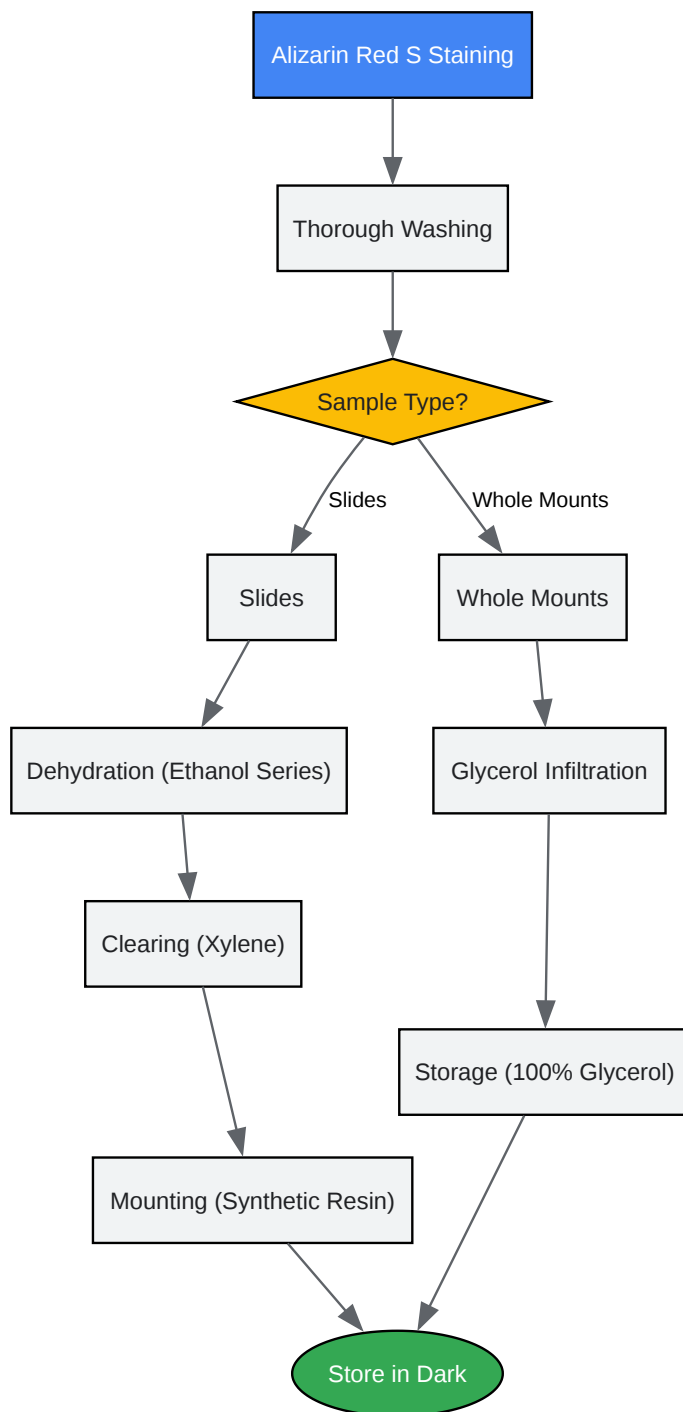 Alizarin Red S Staining
Thorough Washing
Sample Type?
Slides
Whole Mounts
Slides
Whole Mounts
Dehydration (Ethanol Series)
Glycerol Infiltration
Clearing (Xylene)
Storage (100% Glycerol)
Mounting (Synthetic Resin)
Store in Dark